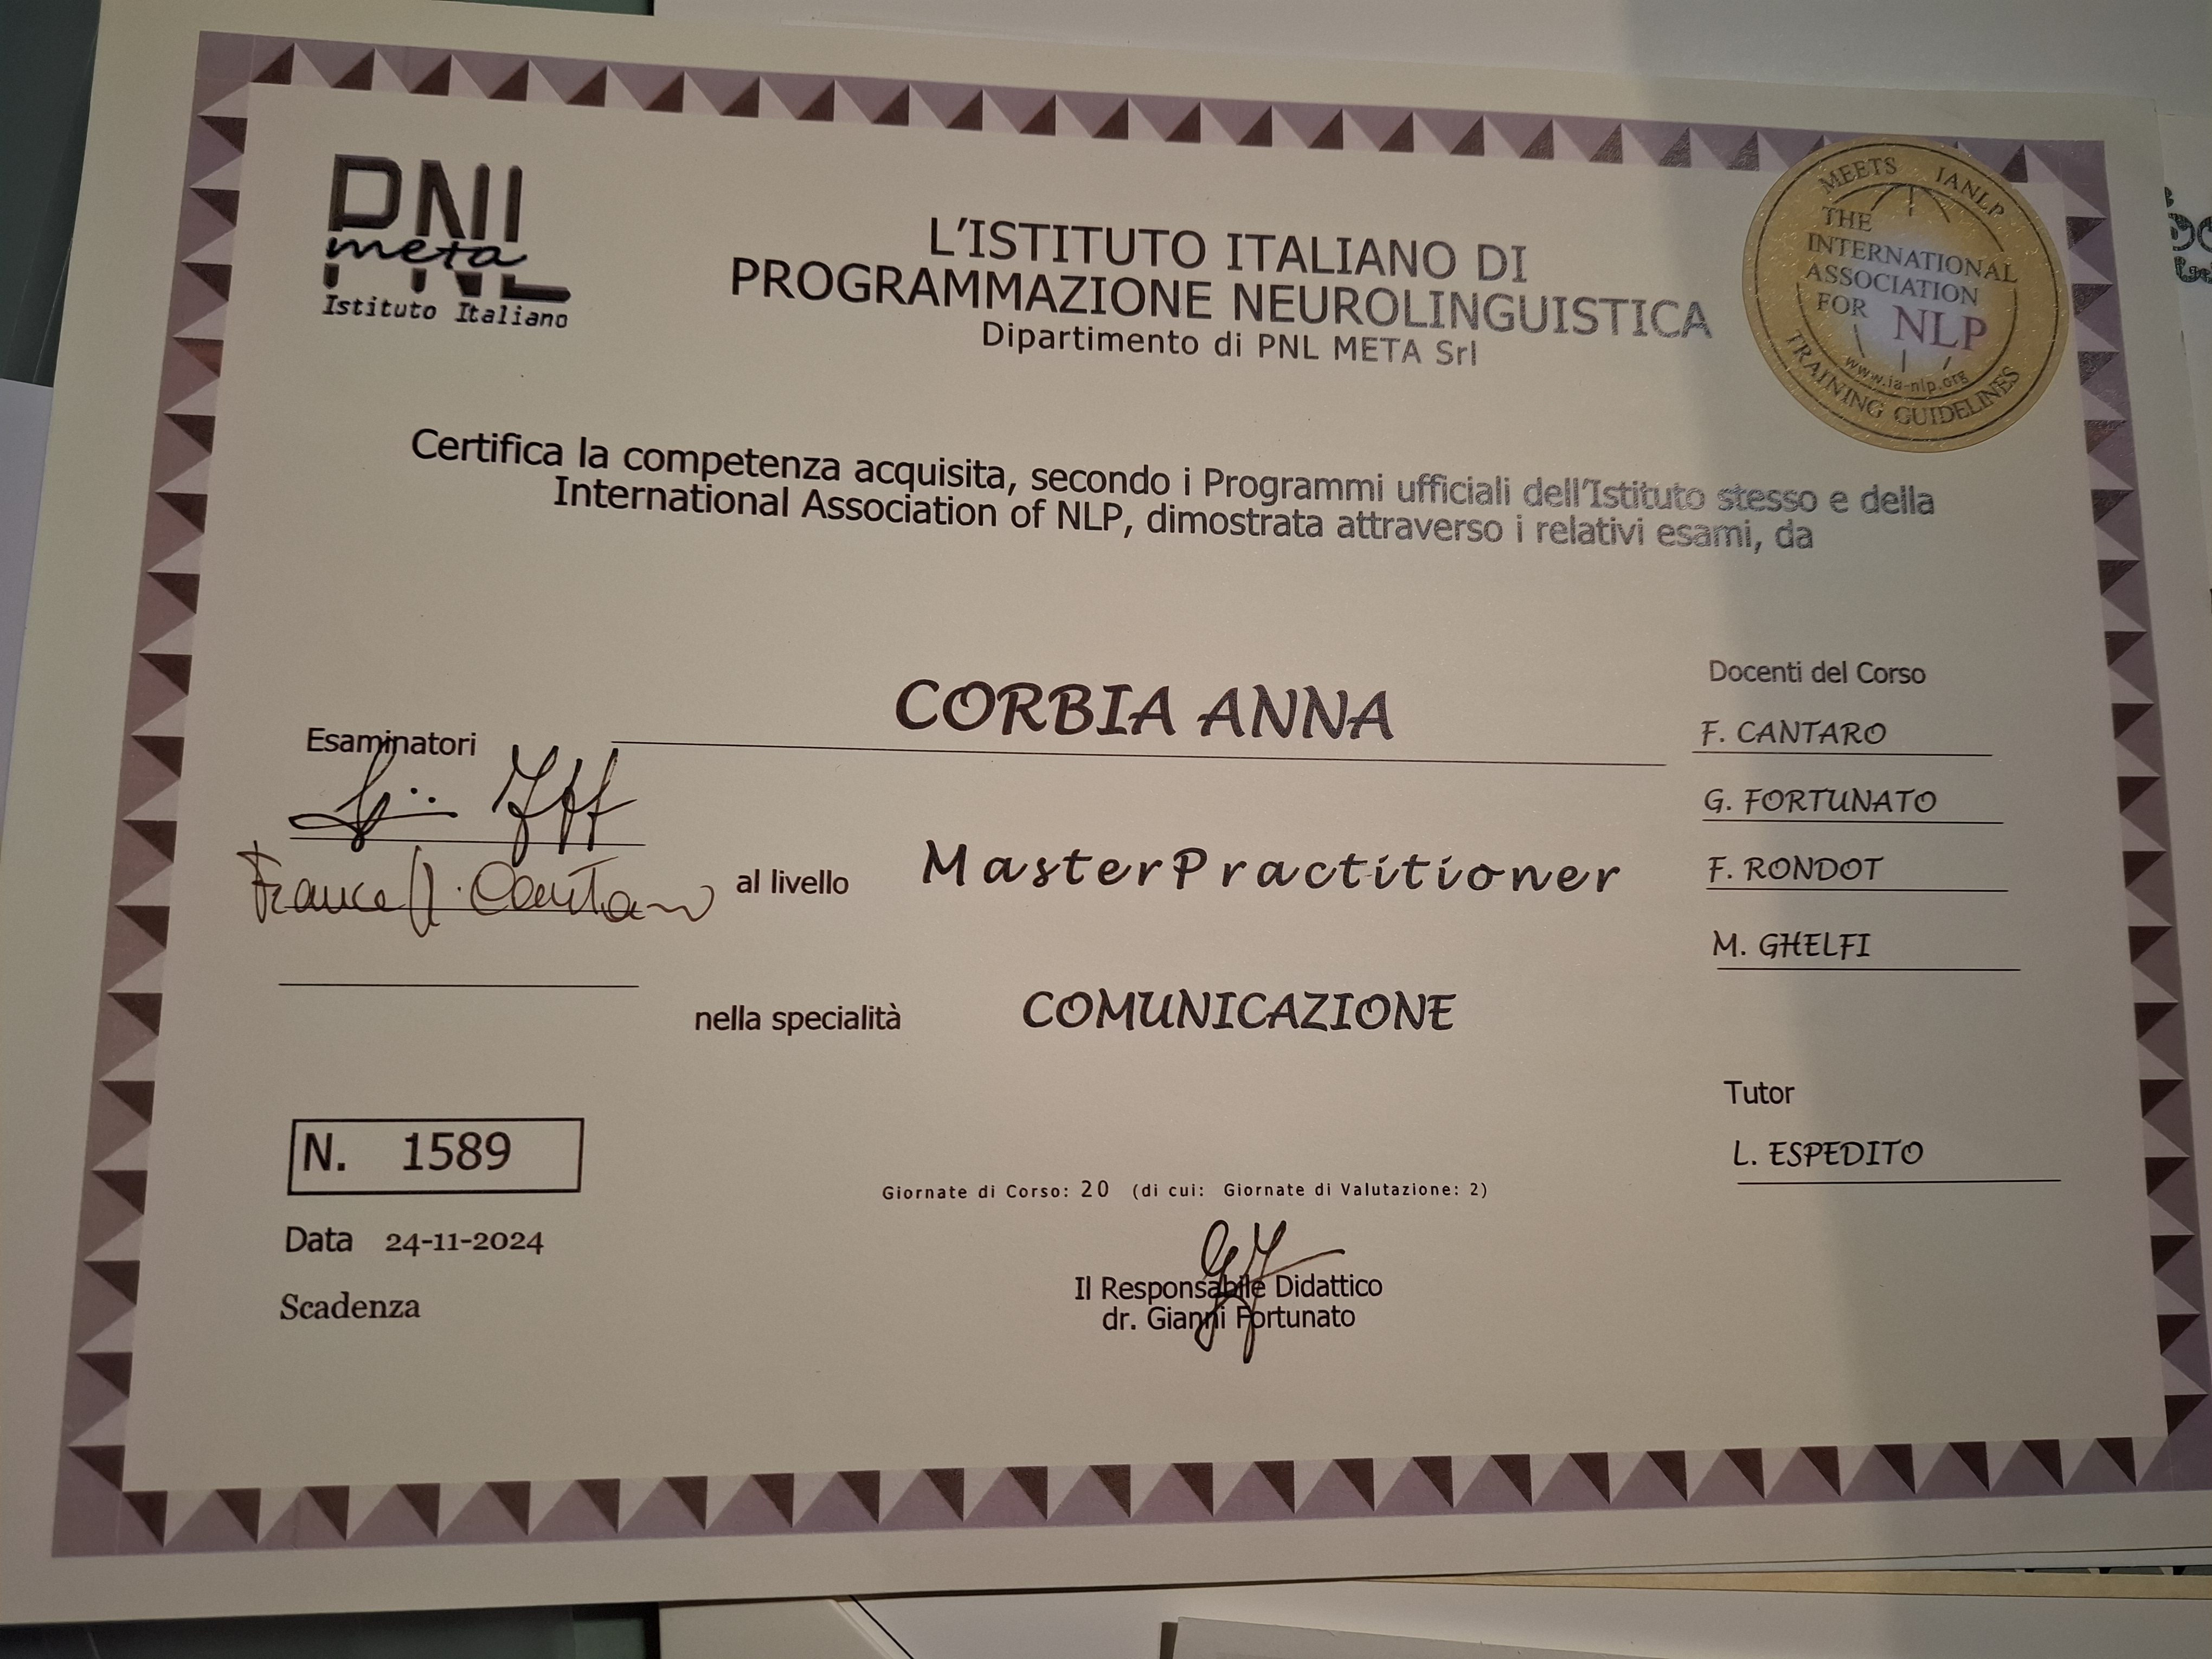 PNL
meta
Istituto Italiano
L'ISTITUTO ITALIANO DI
PROGRAMMAZIONE NEUROLINGUISTICA
Dipartimento di PNL META Srl
MEETS IANLP
THE
INTERNATIONAL
ASSOCIATION
FOR NLP
www.ia-nlp.org
TRAINING GUIDELINES
Certifica la competenza acquisita, secondo i Programmi ufficiali dell'Istituto stesso e della
International Association of NLP, dimostrata attraverso i relativi esami, da
CORBIA ANNA
Esaminatori
al livello MasterPractitioner
nella specialità COMUNICAZIONE
Docenti del Corso
F. CANTARO
G. FORTUNATO
F. RONDOT
M. GHELFI
Tutor
L. ESPEDITO
N. 1589
Data 24-11-2024
Scadenza
Giornate di Corso: 20 (di cui: Giornate di Valutazione: 2)
Il Responsabile Didattico
dr. Gianni Fortunato